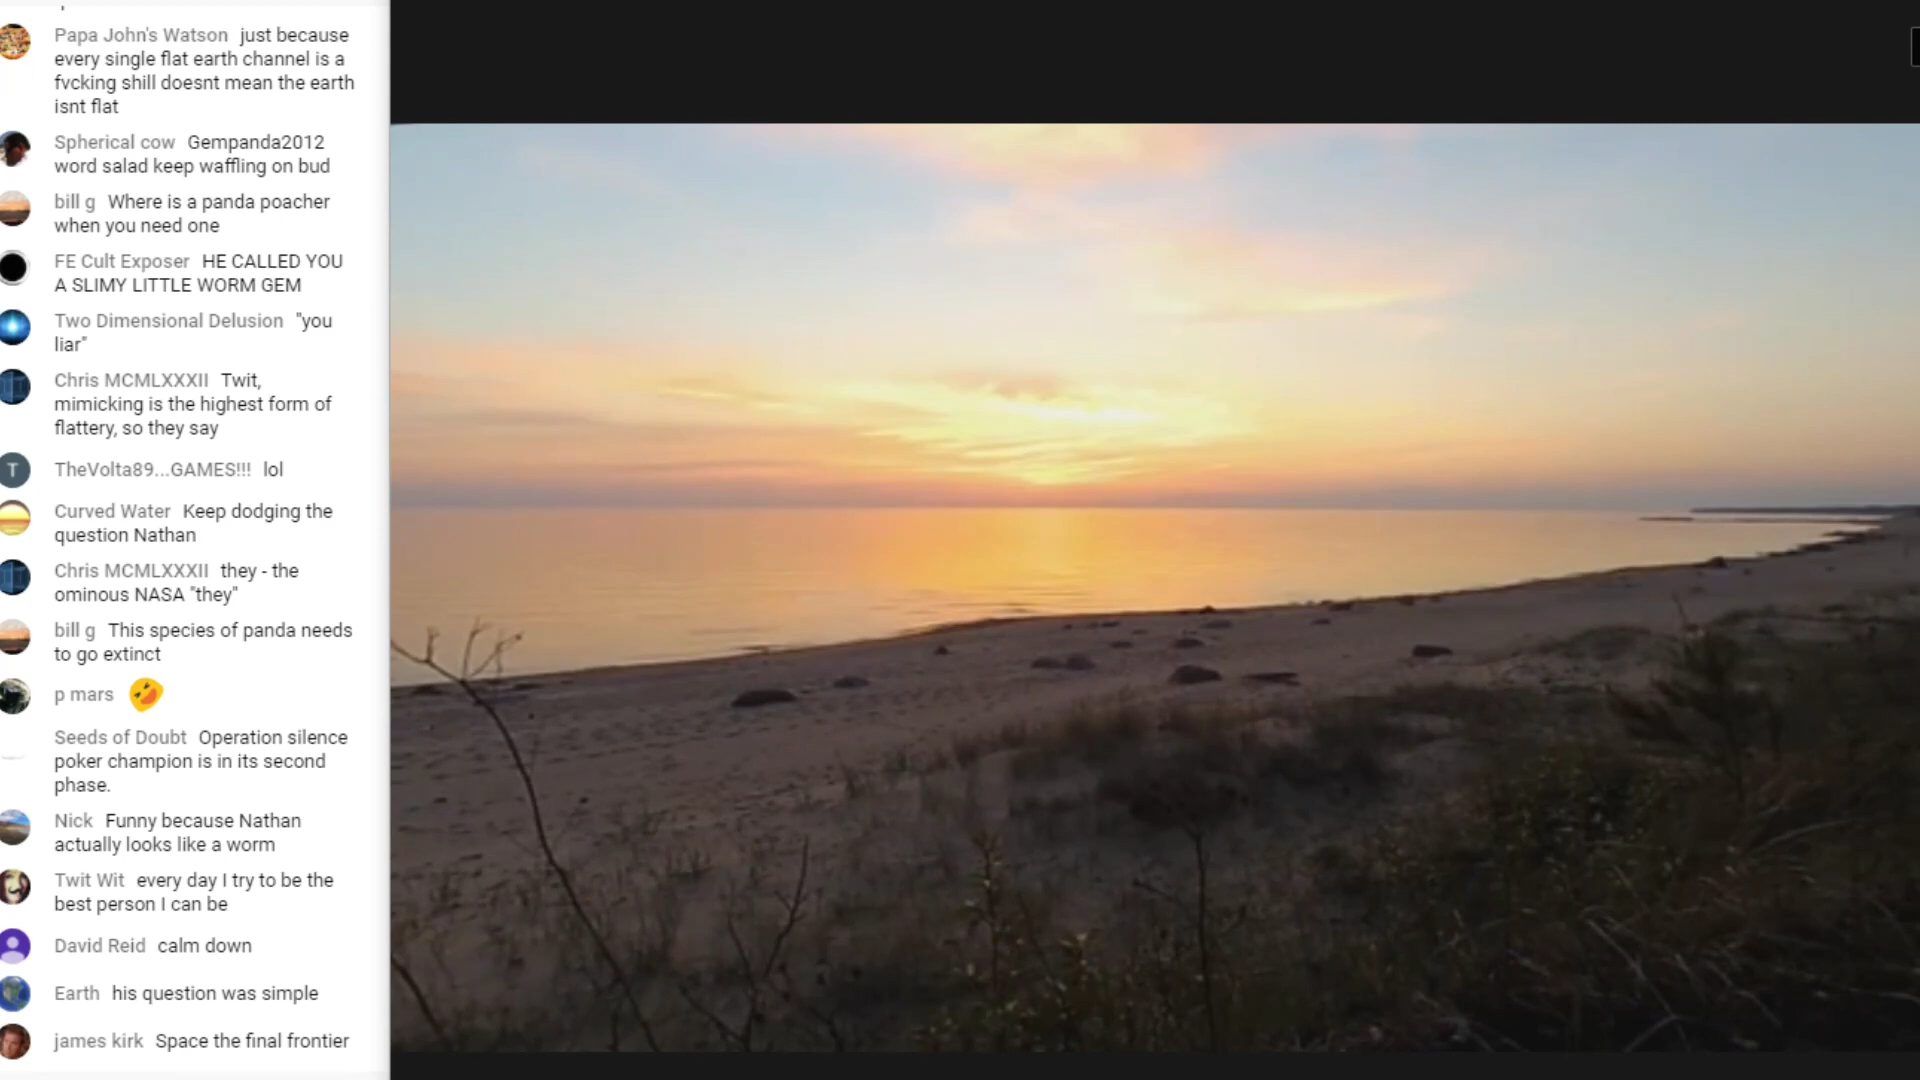 Papa John's Watson just because
every single flat earth channel is a
fvcking shill doesnt mean the earth
isnt flat
Spherical cow Gempanda2012
word salad keep waffling on bud
bill g Where is a panda poacher
when you need one
FE Cult Exposer HE CALLED YOU
A SLIMY LITTLE WORM GEM
Two Dimensional Delusion "you
liar"
Chris MCMLXXXII Twit,
mimicking is the highest form of
flattery, so they say
T
TheVolta89...GAMES!!! lol
Curved Water Keep dodging the
question Nathan
Chris MCMLXXXII they - the
ominous NASA "they"
bill g This species of panda needs
to go extinct
p mars 🤣
Seeds of Doubt Operation silence
poker champion is in its second
phase.
Nick Funny because Nathan
actually looks like a worm
Twit Wit every day I try to be the
best person I can be
David Reid calm down
Earth his question was simple
james kirk Space the final frontier